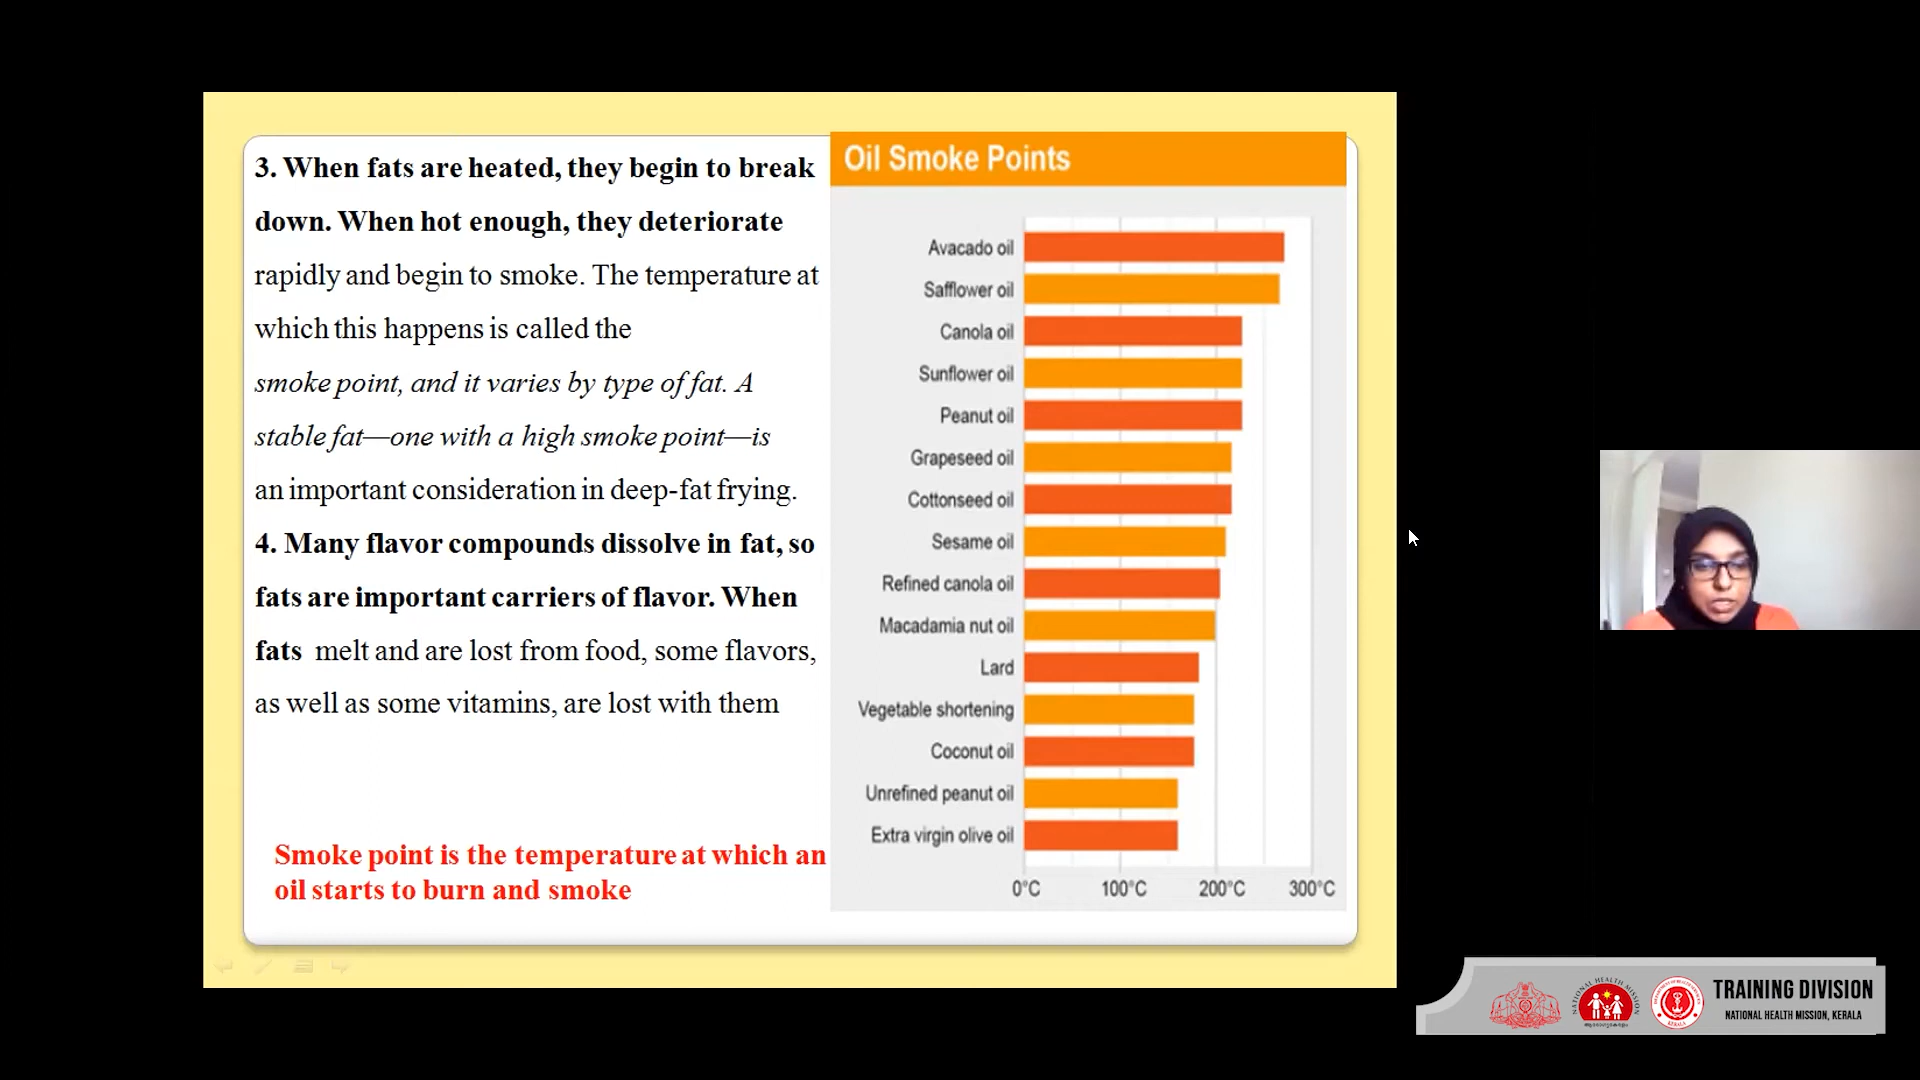 3. When fats are heated, they begin to break
down. When hot enough, they deteriorate
rapidly and begin to smoke. The temperature at
which this happens is called the
smoke point, and it varies by type of fat. A
stable fat—one with a high smoke point—is
an important consideration in deep-fat frying.
4. Many flavor compounds dissolve in fat, so
fats are important carriers of flavor. When
fats melt and are lost from food, some flavors,
as well as some vitamins, are lost with them
Smoke point is the temperature at which an
oil starts to burn and smoke
Oil Smoke Points
Avacado oil
Safflower oil
Canola oil
Sunflower oil
Peanut oil
Grapeseed oil
Cottonseed oil
Sesame oil
Refined canola oil
Macadamia nut oil
Lard
Vegetable shortening
Coconut oil
Unrefined peanut oil
Extra virgin olive oil
0°C 100°C 200°C 300°C
NATIONAL HEALTH MISSION
TRAINING DIVISION
NATIONAL HEALTH MISSION, KERALA